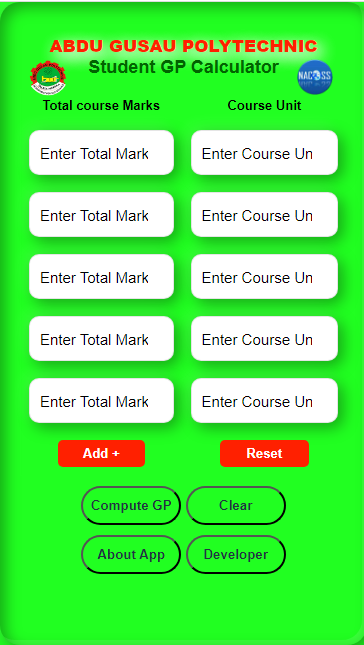 ABDU GUSAU POLYTECHNIC
Student GP Calculator
NACOSS
Total course Marks Course Unit
Enter Total Mark Enter Course Un
Enter Total Mark Enter Course Un
Enter Total Mark Enter Course Un
Enter Total Mark Enter Course Un
Enter Total Mark Enter Course Un
Add + Reset
Compute GP Clear
About App Developer